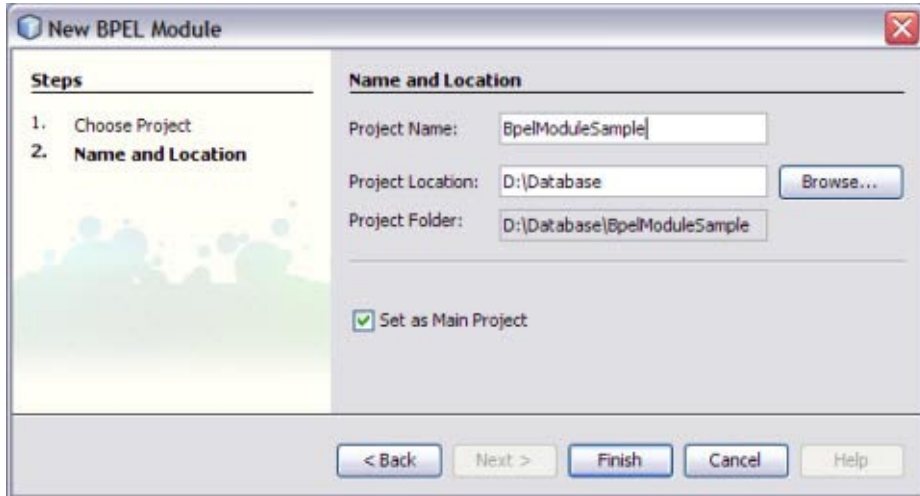 New BPEL Module
Steps
1. Choose Project
2. Name and Location
Name and Location
Project Name: BpelModuleSample
Project Location: D:\Database Browse...
Project Folder: D:\Database\BpelModuleSample
Set as Main Project
< Back Next > Finish Cancel Help